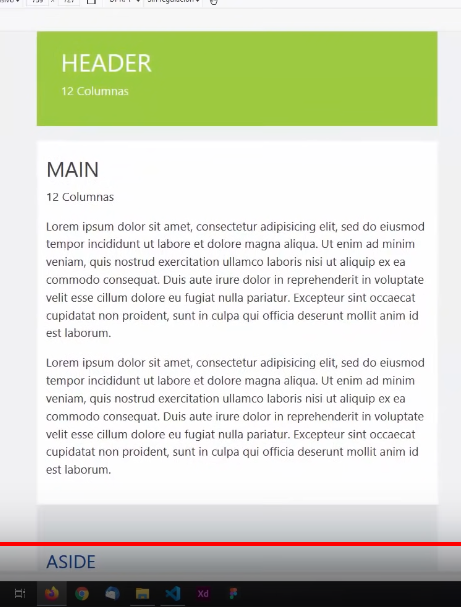 HEADER
12 Columnas
MAIN
12 Columnas
Lorem ipsum dolor sit amet, consectetur adipisicing elit, sed do eiusmod
tempor incididunt ut labore et dolore magna aliqua. Ut enim ad minim
veniam, quis nostrud exercitation ullamco laboris nisi ut aliquip ex ea
commodo consequat. Duis aute irure dolor in reprehenderit in voluptate
velit esse cillum dolore eu fugiat nulla pariatur. Excepteur sint occaecat
cupidatat non proident, sunt in culpa qui officia deserunt mollit anim id
est laborum.
Lorem ipsum dolor sit amet, consectetur adipisicing elit, sed do eiusmod
tempor incididunt ut labore et dolore magna aliqua. Ut enim ad minim
veniam, quis nostrud exercitation ullamco laboris nisi ut aliquip ex ea
commodo consequat. Duis aute irure dolor in reprehenderit in voluptate
velit esse cillum dolore eu fugiat nulla pariatur. Excepteur sint occaecat
cupidatat non proident, sunt in culpa qui officia deserunt mollit anim id
est laborum.
ASIDE
Xd